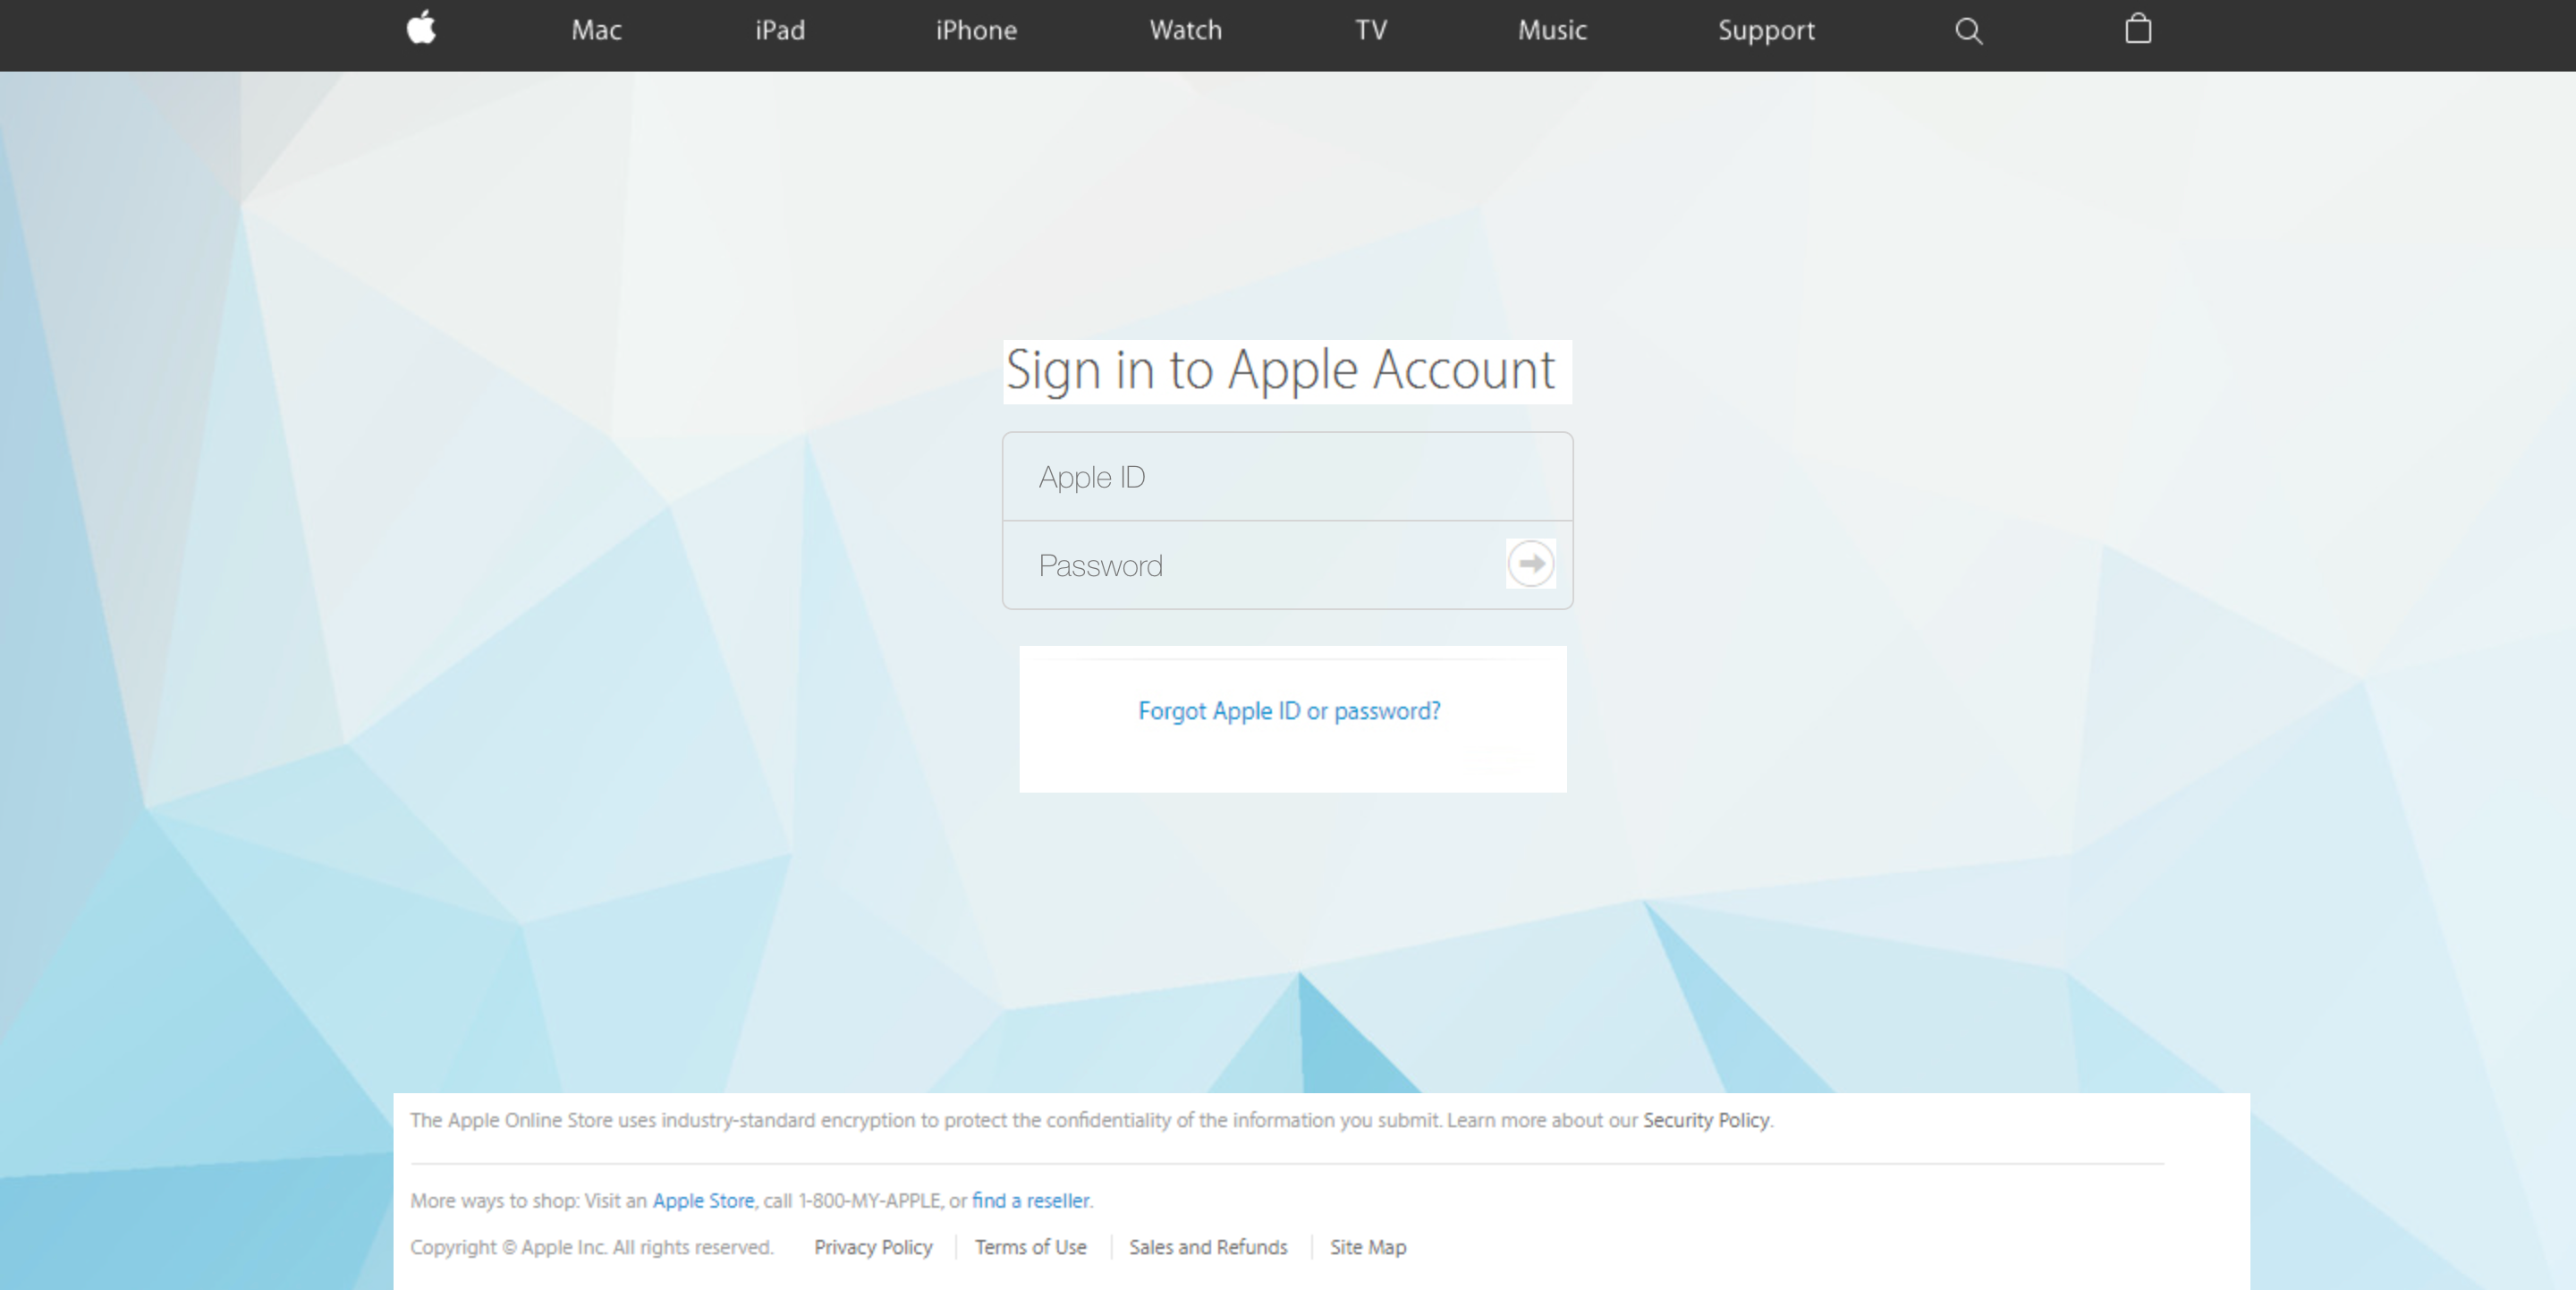 Mac iPad iPhone Watch TV Music Support
Sign in to Apple Account
Apple ID
Password
Forgot Apple ID or password?
The Apple Online Store uses industry-standard encryption to protect the confidentiality of the information you submit. Learn more about our Security Policy.
More ways to shop: Visit an Apple Store, call 1-800-MY-APPLE, or find a reseller.
Copyright © Apple Inc. All rights reserved. Privacy Policy Terms of Use Sales and Refunds Site Map